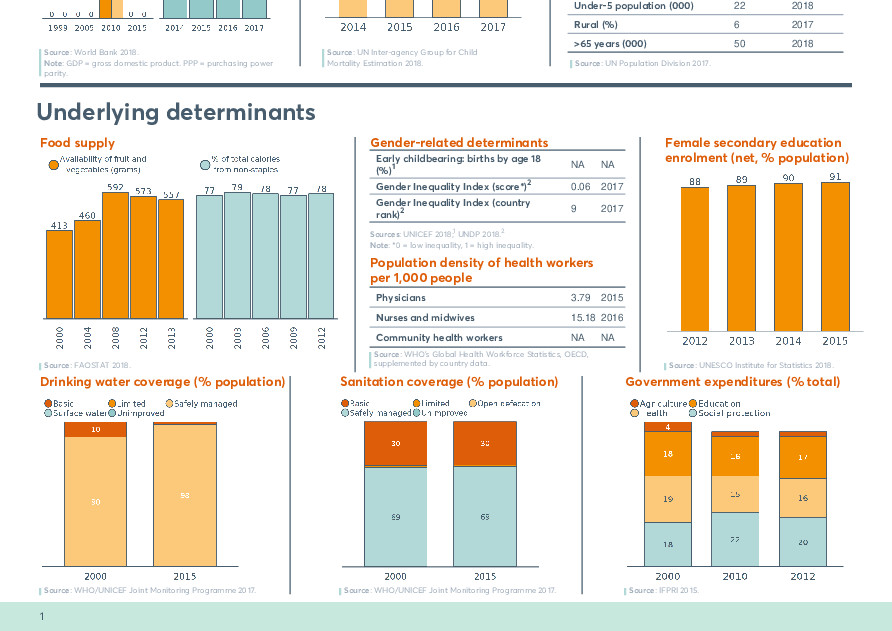 0 0 0 0
1999 2005 2010 2015
2014 2015 2016 2017
Source: World Bank 2018.
Note: GDP = gross domestic product. PPP = purchasing power
parity.
2014 2015 2016 2017
Source: UN Inter-agency Group for Child
Mortality Estimation 2018.
Under-5 population (000) 22 2018
Rural (%) 6 2017
>65 years (000) 50 2018
Source: UN Population Division 2017.
Underlying determinants
Food supply
Availability of fruit and
vegetables (grams)
% of total calories
from non-staples
413 460 592 573 557
77 79 78 77 78
2000 2004 2008 2012 2013
2000 2003 2006 2009 2012
Source: FAOSTAT 2018.
Gender-related determinants
Early childbearing: births by age 18
(%)1 NA NA
Gender Inequality Index (score*)2 0.06 2017
Gender Inequality Index (country
rank)2 9 2017
Sources: UNICEF 2018,1 UNDP 2018.2
Note: *0 = low inequality, 1 = high inequality.
Population density of health workers
per 1,000 people
Physicians 3.79 2015
Nurses and midwives 15.18 2016
Community health workers NA NA
Source: WHO's Global Health Workforce Statistics, OECD,
supplemented by country data.
Female secondary education
enrolment (net, % population)
88 89 90 91
2012 2013 2014 2015
Source: UNESCO Institute for Statistics 2018.
Drinking water coverage (% population)
Basic Limited Safely managed
Surface water Unimproved
10
90 98
2000 2015
Source: WHO/UNICEF Joint Monitoring Programme 2017.
Sanitation coverage (% population)
Basic Limited Open defecation
Safely managed Unimproved
30 30
69 69
2000 2015
Source: WHO/UNICEF Joint Monitoring Programme 2017.
Government expenditures (% total)
Agriculture Education
Health Social protection
4
18 16 17
19 15 16
18 22 20
2000 2010 2012
Source: IFPRI 2015.
1